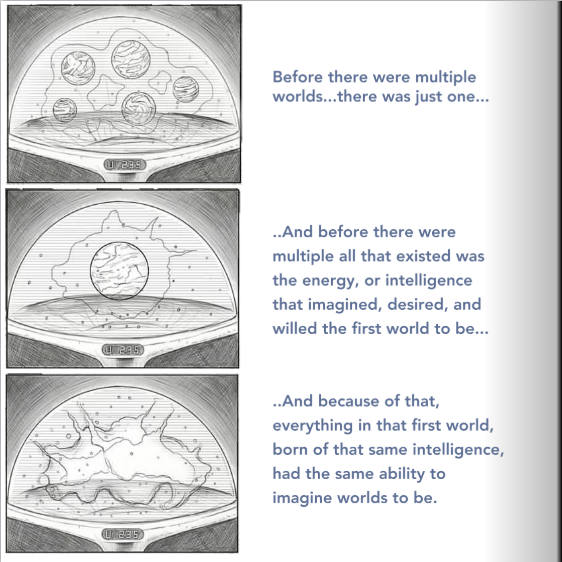 Before there were multiple
worlds...there was just one...
..And before there were
multiple all that existed was
the energy, or intelligence
that imagined, desired, and
willed the first world to be...
..And because of that,
everything in that first world,
born of that same intelligence,
had the same ability to
imagine worlds to be.